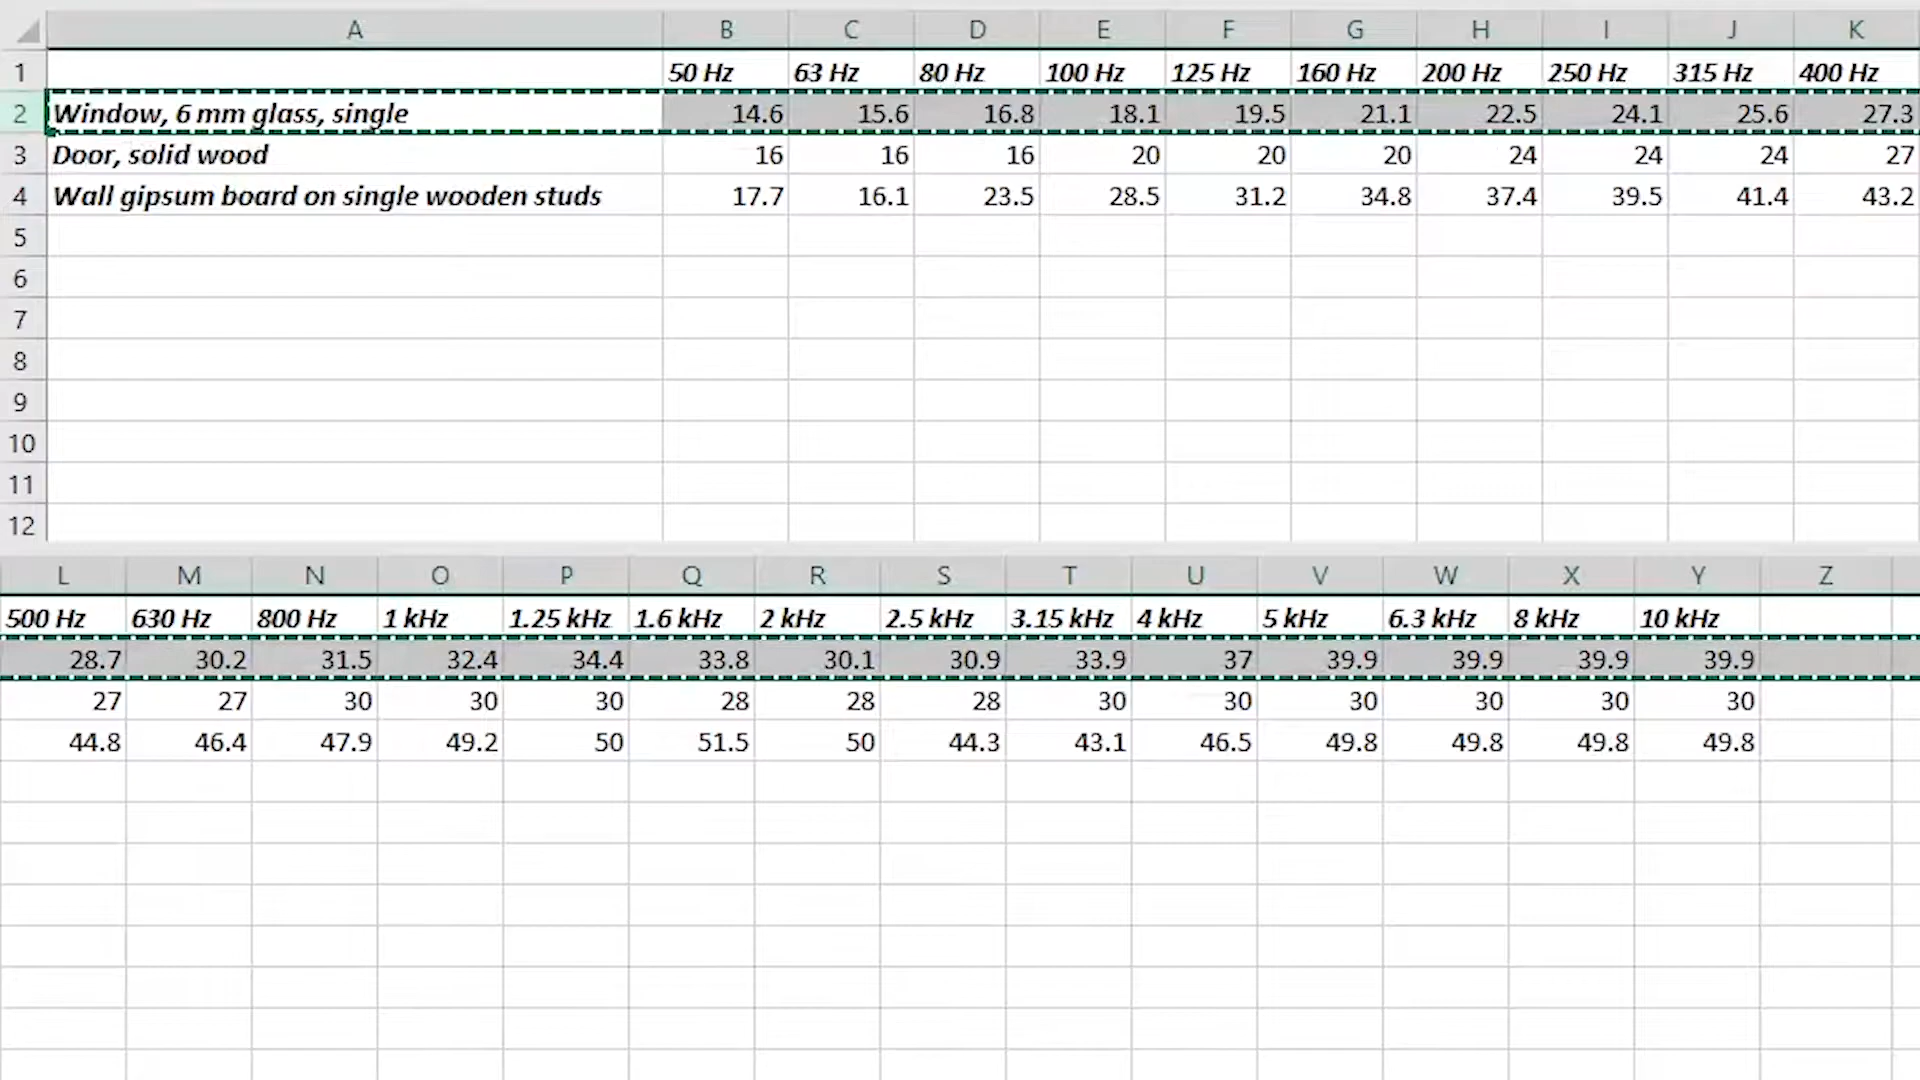 A B C D E F G H I J K
1 50 Hz 63 Hz 80 Hz 100 Hz 125 Hz 160 Hz 200 Hz 250 Hz 315 Hz 400 Hz
2 Window, 6 mm glass, single 14.6 15.6 16.8 18.1 19.5 21.1 22.5 24.1 25.6 27.3
3 Door, solid wood 16 16 16 20 20 20 24 24 24 27
4 Wall gipsum board on single wooden studs 17.7 16.1 23.5 28.5 31.2 34.8 37.4 39.5 41.4 43.2
5
6
7
8
9
10
11
12
L M N O P Q R S T U V W X Y Z
500 Hz 630 Hz 800 Hz 1 kHz 1.25 kHz 1.6 kHz 2 kHz 2.5 kHz 3.15 kHz 4 kHz 5 kHz 6.3 kHz 8 kHz 10 kHz
28.7 30.2 31.5 32.4 34.4 33.8 30.1 30.9 33.9 37 39.9 39.9 39.9 39.9
27 27 30 30 30 28 28 28 30 30 30 30 30 30
44.8 46.4 47.9 49.2 50 51.5 50 44.3 43.1 46.5 49.8 49.8 49.8 49.8